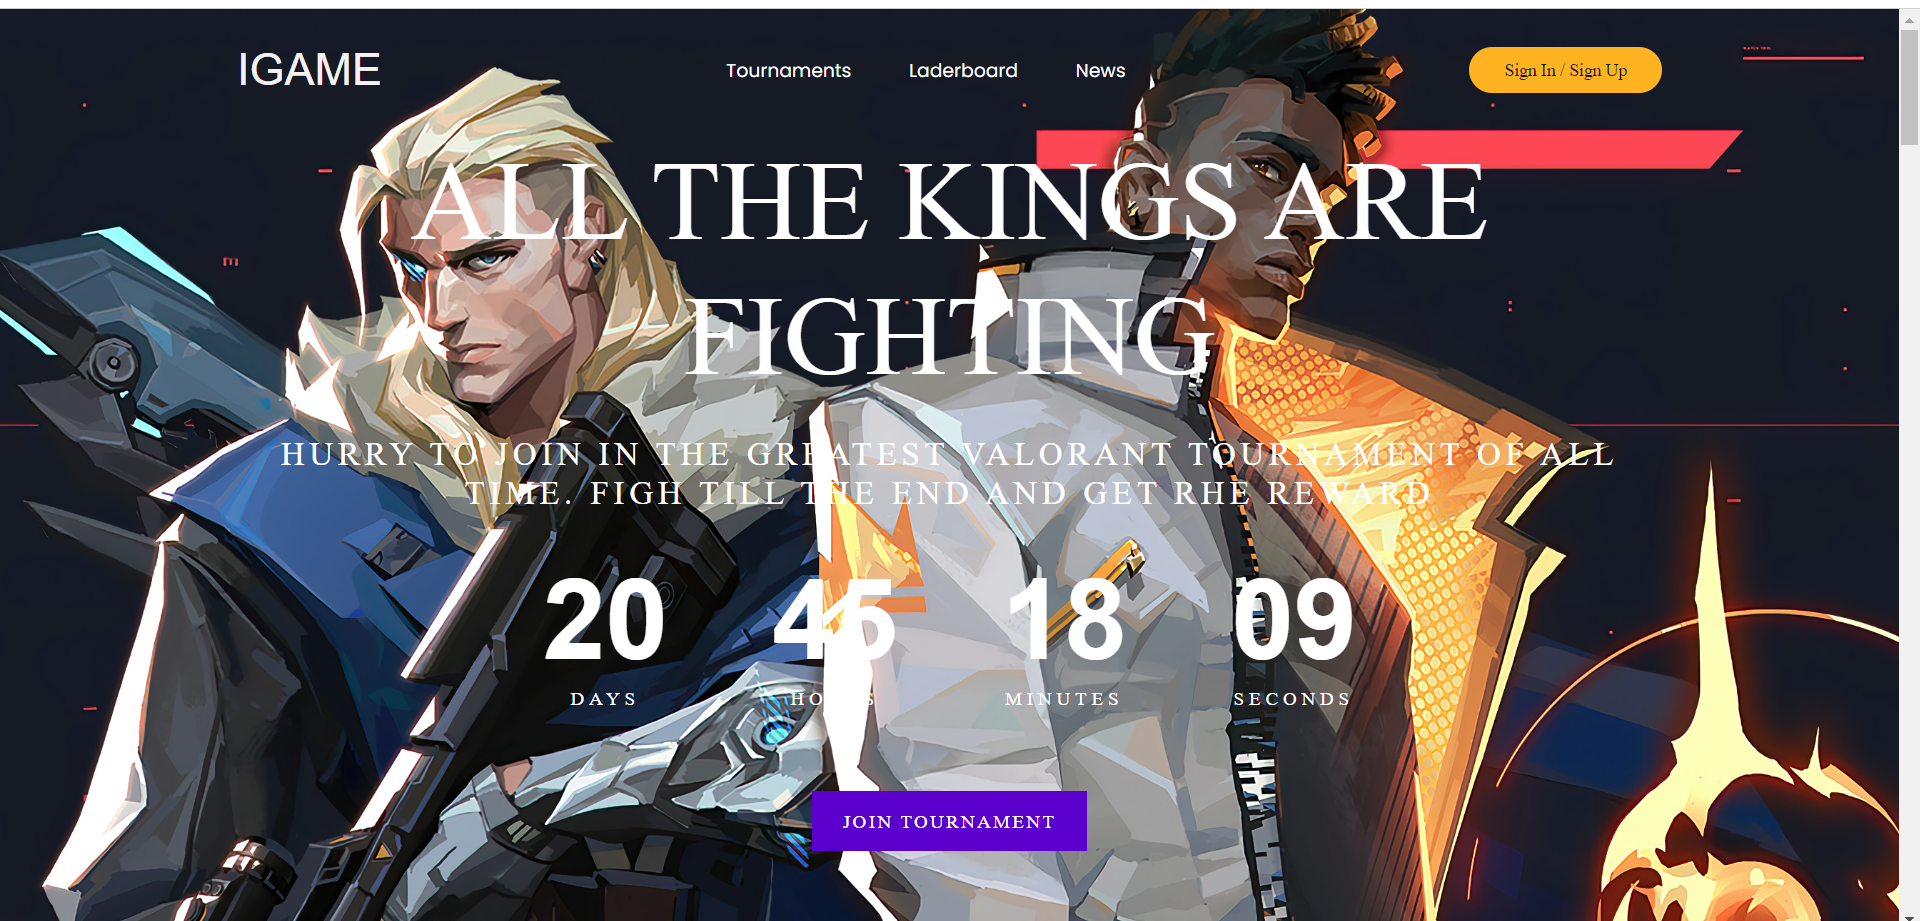 IGAME
Tournaments Laderboard News
Sign In / Sign Up
ALL THE KINGS ARE
FIGHTING
HURRY TO JOIN IN THE GREATEST VALORANT TOURNAMENT OF ALL
TIME. FIGH TILL THE END AND GET RHE REWARD
20 45 18 09
DAYS HOURS MINUTES SECONDS
JOIN TOURNAMENT